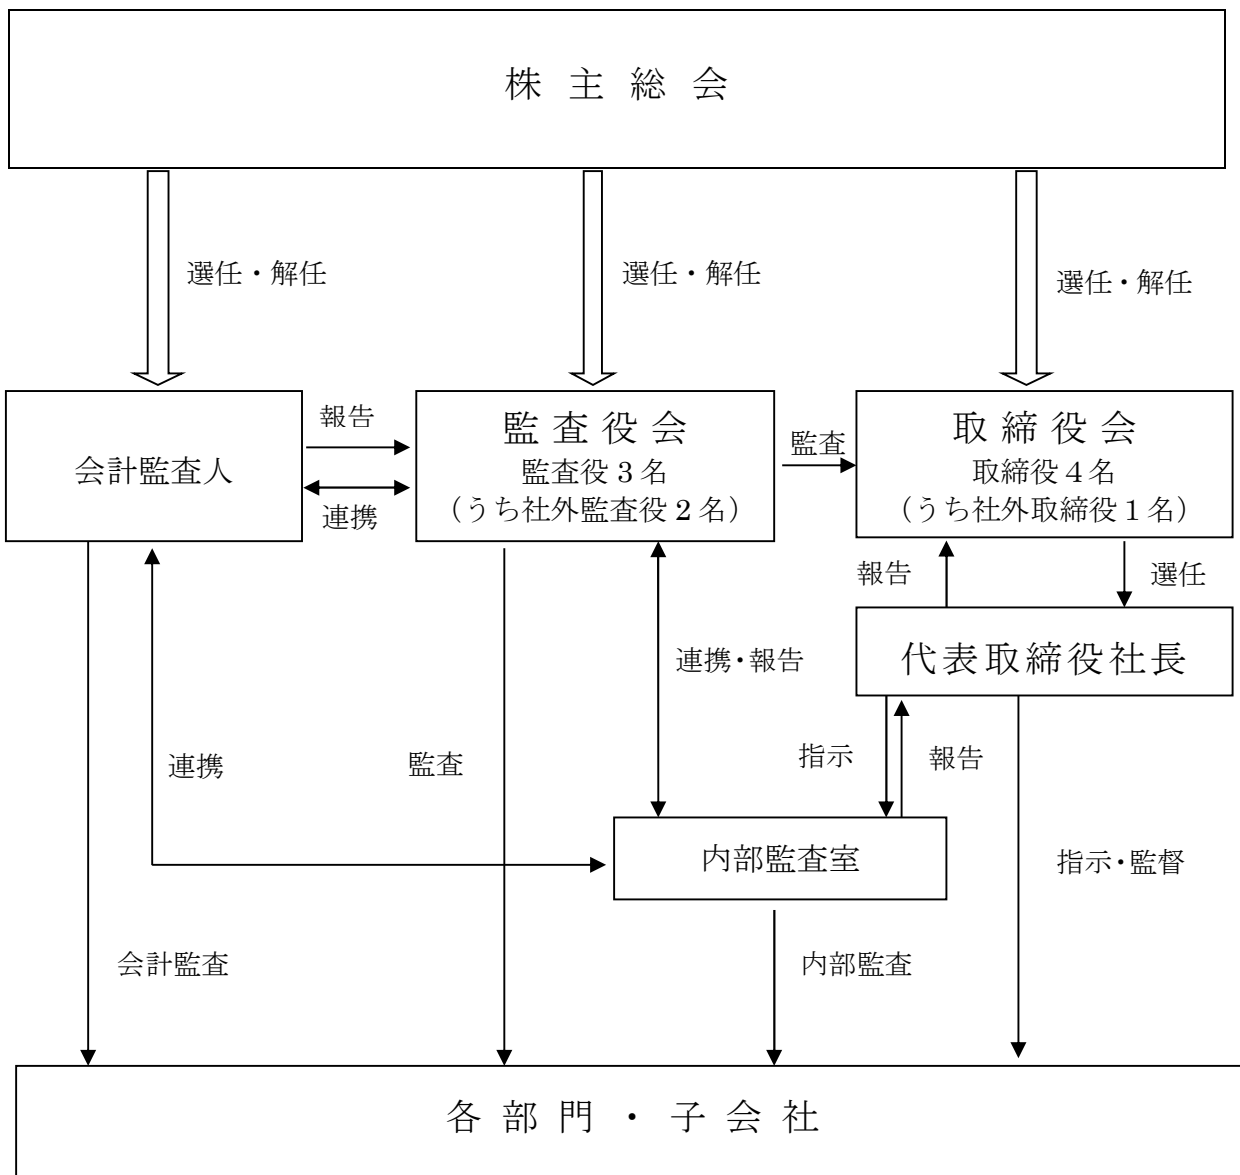 株主総会
選任・解任
選任・解任
選任・解任
会計監査人
報告
連携
監査役会
監査役3名
（うち社外監査役2名）
監査
取締役会
取締役4名
（うち社外取締役1名）
報告
選任
代表取締役社長
連携・報告
連携
監査
指示
報告
内部監査室
指示・監督
会計監査
内部監査
各部門・子会社